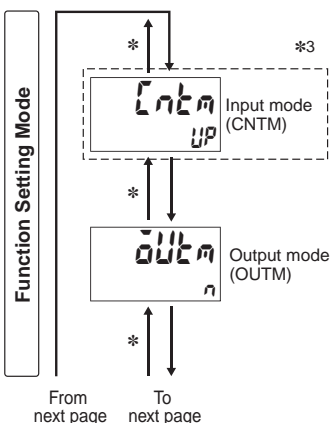 Function Setting Mode
*
*3
Cntm
UP
Input mode
(CNTM)
*
OUtm
n
Output mode
(OUTM)
*
From
next page
To
next page